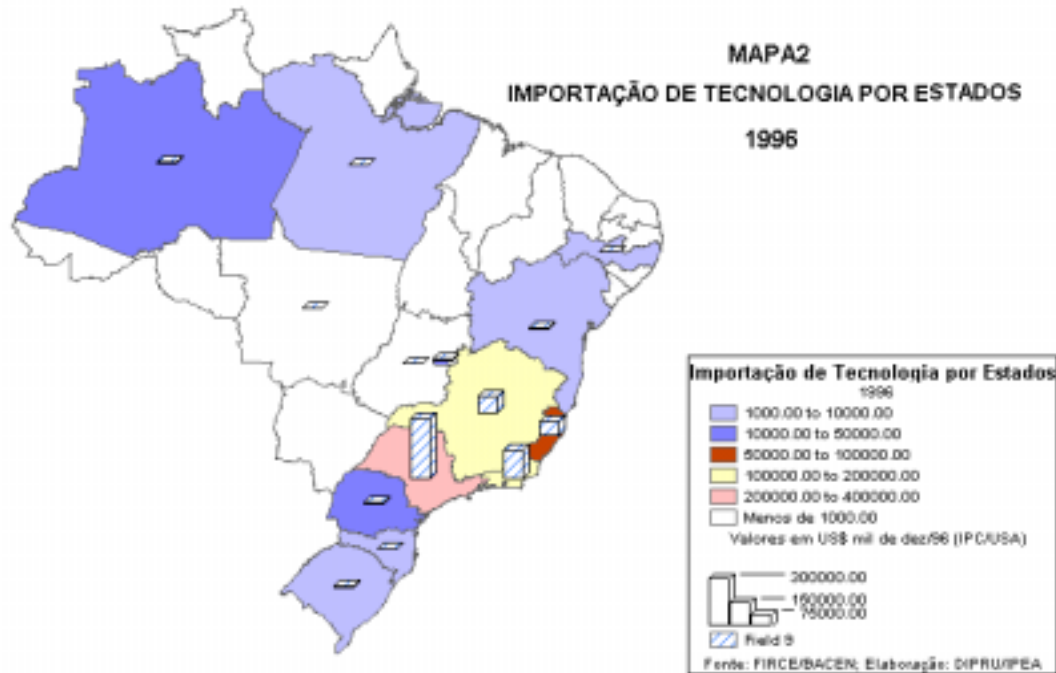 MAPA2
IMPORTAÇÃO DE TECNOLOGIA POR ESTADOS
1996
Importação de Tecnologia por Estados
1996
1000.00 to 10000.00
10000.00 to 50000.00
50000.00 to 100000.00
100000.00 to 200000.00
200000.00 to 400000.00
Menos de 1000.00
Valores em US$ mil de dez/96 (IPC/USA)
300000.00
150000.00
75000.00
Field 9
Fonte: FIRCE/BACEN; Elaboração: DIPRU/IPEA